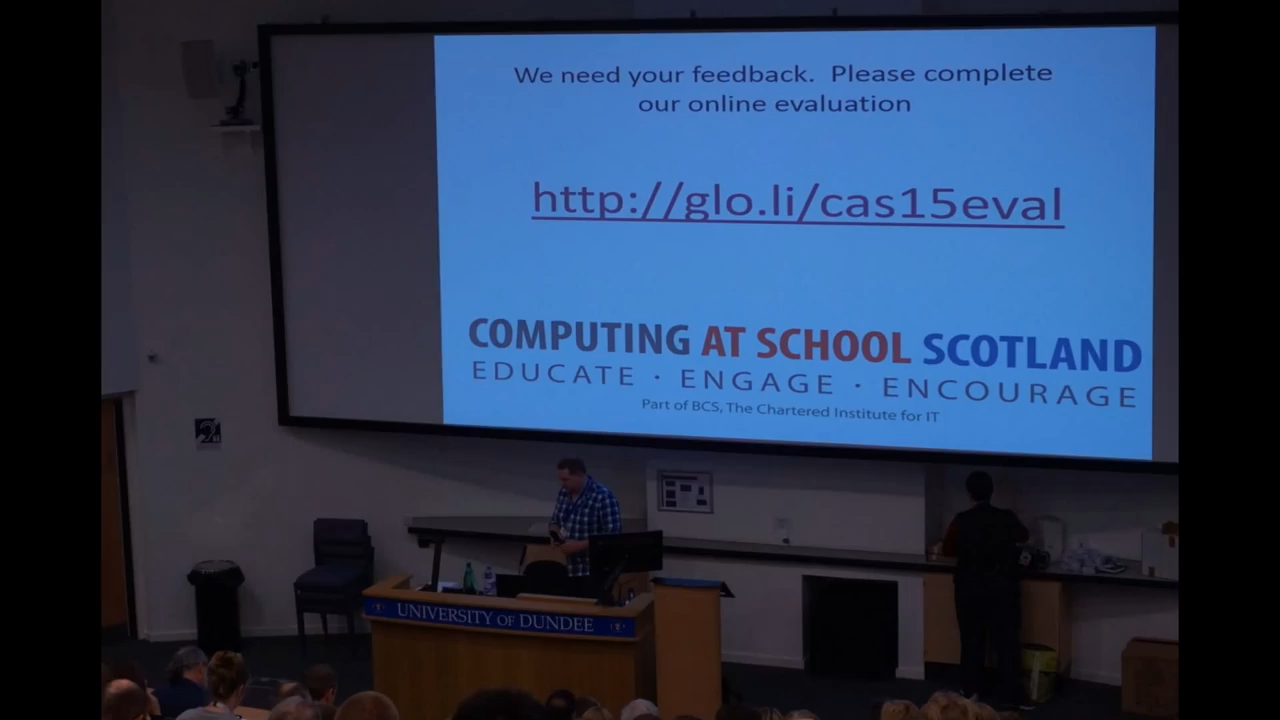 We need your feedback. Please complete
our online evaluation
http://glo.li/cas15eval
COMPUTING AT SCHOOL SCOTLAND
EDUCATE · ENGAGE · ENCOURAGE
Part of BCS, The Chartered Institute for IT
UNIVERSITY OF DUNDEE